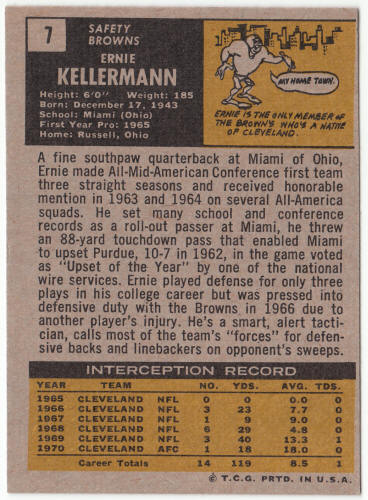 7
SAFETY
BROWNS
ERNIE
KELLERMANN
Height: 6'0" Weight: 185
Born: December 17, 1943
School: Miami (Ohio)
First Year Pro: 1965
Home: Russell, Ohio
MY HOME TOWN.
ERNIE IS THE ONLY MEMBER OF
THE BROWNS WHO'S A NATIVE
OF CLEVELAND.
A fine southpaw quarterback at Miami of Ohio,
Ernie made All-Mid-American Conference first team
three straight seasons and received honorable
mention in 1963 and 1964 on several All-America
squads. He set many school and conference
records as a roll-out passer at Miami, he threw
an 88-yard touchdown pass that enabled Miami
to upset Purdue, 10-7 in 1962, in the game voted
as "Upset of the Year" by one of the national
wire services. Ernie played defense for only three
plays in his college career but was pressed into
defensive duty with the Browns in 1966 due to
another player's injury. He's a smart, alert tacti-
cian, calls most of the team's "forces" for defen-
sive backs and linebackers on opponent's sweeps.
INTERCEPTION RECORD
YEAR TEAM NO. YDS. AVG. TDS.
1965 CLEVELAND NFL 0 0 0.0 0
1966 CLEVELAND NFL 3 23 7.7 0
1967 CLEVELAND NFL 1 9 9.0 0
1968 CLEVELAND NFL 6 29 4.8 0
1969 CLEVELAND NFL 3 40 13.3 1
1970 CLEVELAND AFC 1 18 18.0 0
Career Totals 14 119 8.5 1
© T.C.G. PRTD. IN U.S.A.